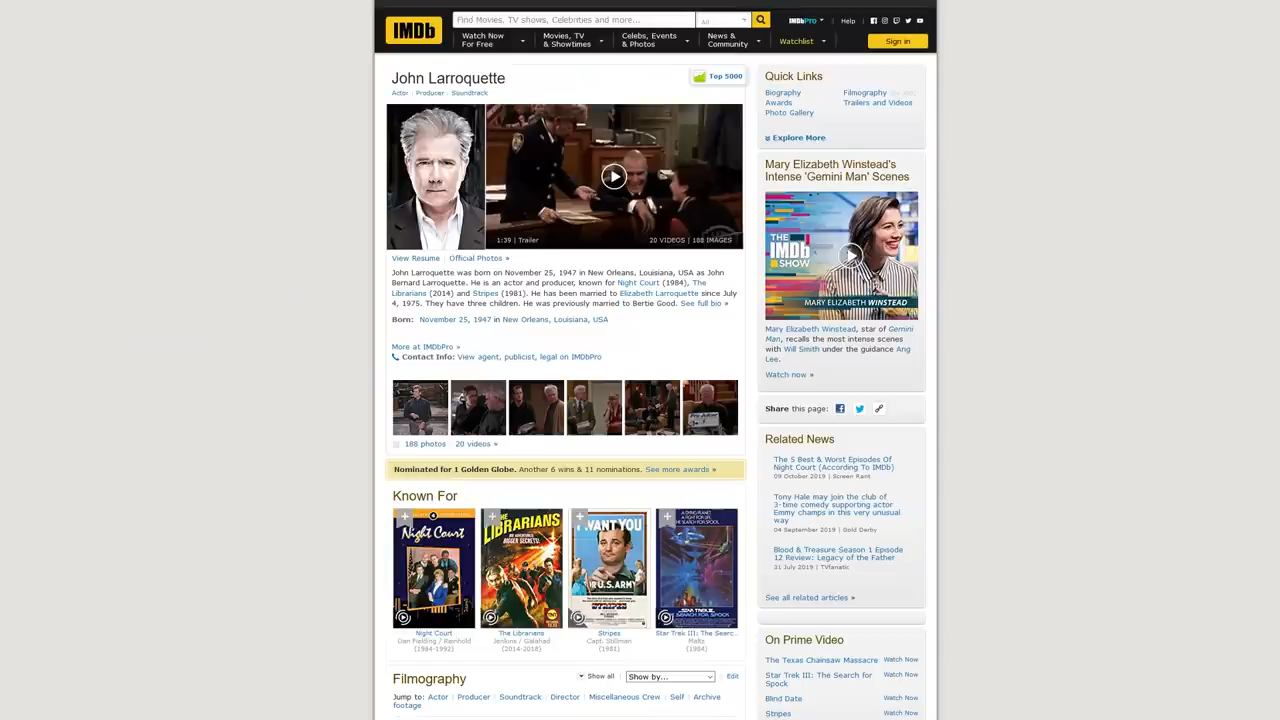 IMDb
Find Movies, TV shows, Celebrities and more...
All
IMDbPro
Help
Watch Now
For Free
Movies, TV
& Showtimes
Celebs, Events
& Photos
News &
Community
Watchlist
Sign in
John Larroquette
Top 5000
Actor | Producer | Soundtrack
1:39 | Trailer
20 VIDEOS | 188 IMAGES
View Resume | Official Photos »
John Larroquette was born on November 25, 1947 in New Orleans, Louisiana, USA as John
Bernard Larroquette. He is an actor and producer, known for Night Court (1984), The
Librarians (2014) and Stripes (1981). He has been married to Elizabeth Larroquette since July
4, 1975. They have three children. He was previously married to Bertie Good. See full bio »
Born: November 25, 1947 in New Orleans, Louisiana, USA
More at IMDbPro »
Contact Info: View agent, publicist, legal on IMDbPro
188 photos
20 videos »
Nominated for 1 Golden Globe. Another 6 wins & 11 nominations. See more awards »
Known For
Night Court
THE LIBRARIANS
I WANT YOU
STRIPES
STAR TREK III
Night Court
Dan Fielding / Reinhold
(1984-1992)
The Librarians
Jenkins / Galahad
(2014-2018)
Stripes
Capt. Stillman
(1981)
Star Trek III: The Searc...
Maltz
(1984)
Filmography
Show all
Show by...
Edit
Jump to: Actor | Producer | Soundtrack | Director | Miscellaneous Crew | Self | Archive
footage
Quick Links
Biography
Awards
Photo Gallery
Filmography
Trailers and Videos
Explore More
Mary Elizabeth Winstead's
Intense 'Gemini Man' Scenes
THE
IMDb
SHOW
MARY ELIZABETH WINSTEAD
Mary Elizabeth Winstead, star of Gemini
Man, recalls the most intense scenes
with Will Smith under the guidance Ang
Lee.
Watch now »
Share this page:
Related News
The 5 Best & Worst Episodes Of
Night Court (According To IMDb)
09 October 2019 | Screen Rant
Tony Hale may join the club of
3-time comedy supporting actor
Emmy champs in this very unusual
way
04 September 2019 | Gold Derby
Blood & Treasure Season 1 Episode
12 Review: Legacy of the Father
31 July 2019 | TVfanatic
See all related articles »
On Prime Video
The Texas Chainsaw Massacre
Watch Now
Star Trek III: The Search for
Spock
Watch Now
Blind Date
Watch Now
Stripes
Watch Now